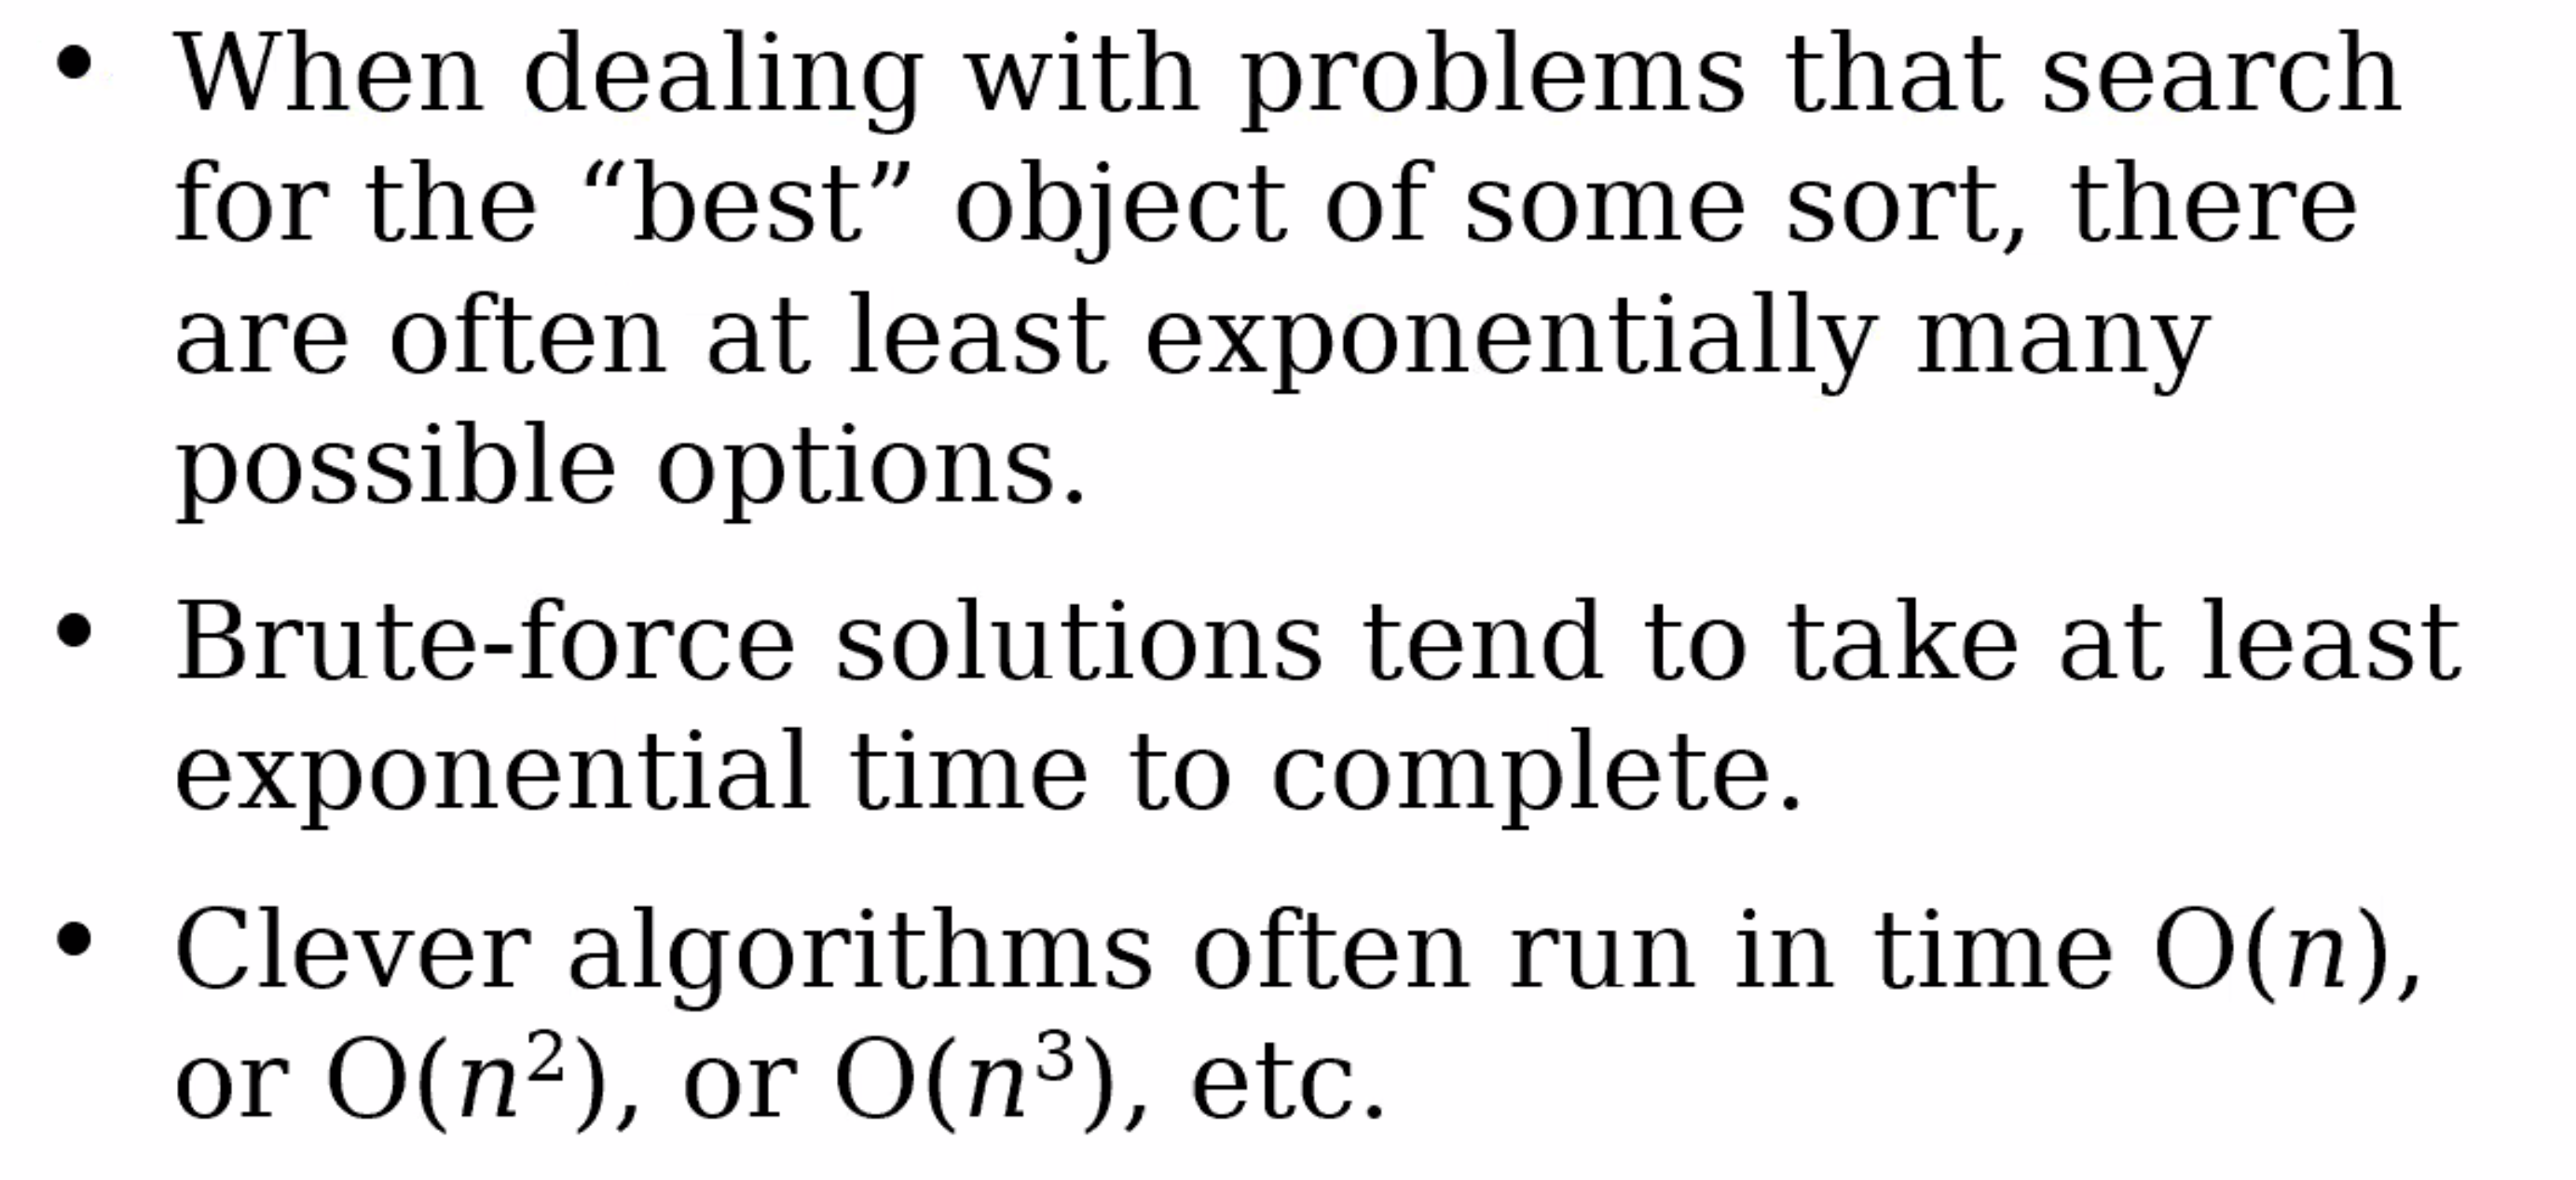 • When dealing with problems that search
for the “best” object of some sort, there
are often at least exponentially many
possible options.
• Brute-force solutions tend to take at least
exponential time to complete.
• Clever algorithms often run in time O(n),
or O(n²), or O(n³), etc.